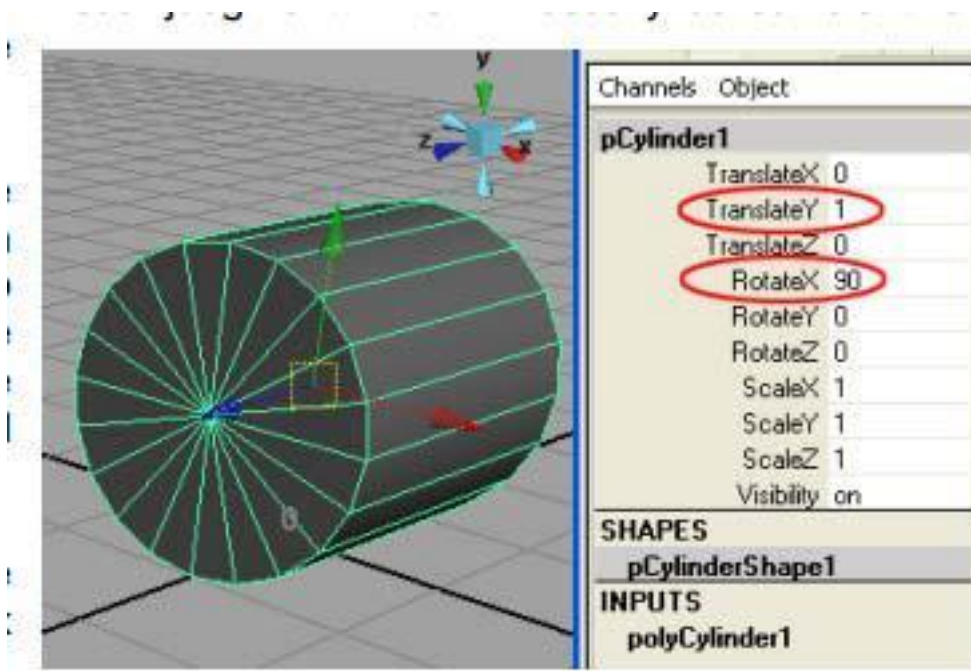 y
z
x
0
Channels Object
pCylinder1
TranslateX 0
TranslateY 1
TranslateZ 0
RotateX 90
RotateY 0
RotateZ 0
ScaleX 1
ScaleY 1
ScaleZ 1
Visibility on
SHAPES
pCylinderShape1
INPUTS
polyCylinder1